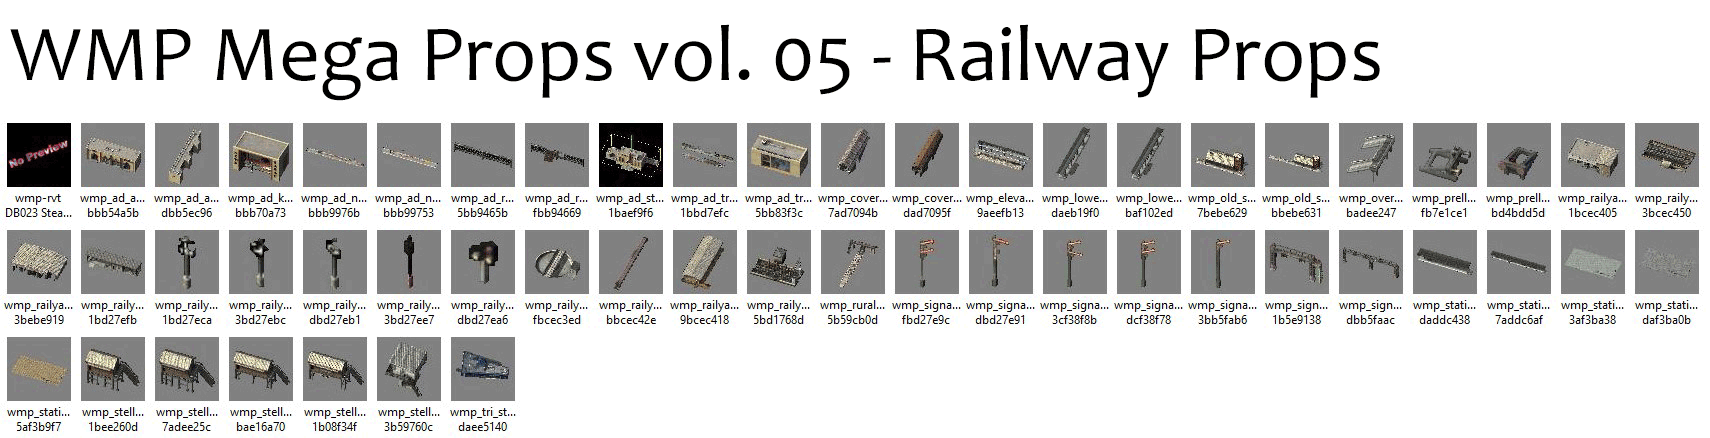 WMP Mega Props vol. 05 - Railway Props
No Preview
wmp-rvt wmp_ad_a... wmp_ad_a... wmp_ad_k... wmp_ad_n... wmp_ad_n... wmp_ad_r... wmp_ad_r... wmp_ad_st... wmp_ad_tr... wmp_ad_tr... wmp_cover... wmp_cover... wmp_eleva... wmp_lowe... wmp_lowe... wmp_old_s... wmp_old_s... wmp_over... wmp_prell... wmp_prell... wmp_railya... wmp_raily...
DB023 Stea... bbb54a5b dbb5ec96 bbb70a73 bbb9976b bbb99753 5bb9465b fbb94669 1baef9f6 1bbd7efc 5bb83f3c 7ad7094b dad7095f 9aeefb13 daeb19f0 baf102ed 7bebe629 bbebe631 badee247 fb7e1ce1 bd4bdd5d 1bcec405 3bcec450
wmp_railya... wmp_raily... wmp_raily... wmp_raily... wmp_raily... wmp_raily... wmp_raily... wmp_raily... wmp_raily... wmp_railya... wmp_raily... wmp_rural... wmp_signa... wmp_signa... wmp_signa... wmp_signa... wmp_signa... wmp_sign... wmp_sign... wmp_stati... wmp_stati... wmp_stati... wmp_stati...
3bebe919 1bd27efb 1bd27eca 3bd27ebc dbd27eb1 3bd27ee7 dbd27ea6 fbcec3ed bbcec42e 9bcec418 5bd1768d 5b59cb0d fbd27e9c dbd27e91 3cf38f8b dcf38f78 3bb5fab6 1b5e9138 dbb5faac daddc438 7addc6af 3af3ba38 daf3ba0b
wmp_stati... wmp_stell... wmp_stell... wmp_stell... wmp_stell... wmp_stell... wmp_tri_st...
5af3b9f7 1bee260d 7adee25c bae16a70 1b08f34f 3b59760c daee5140